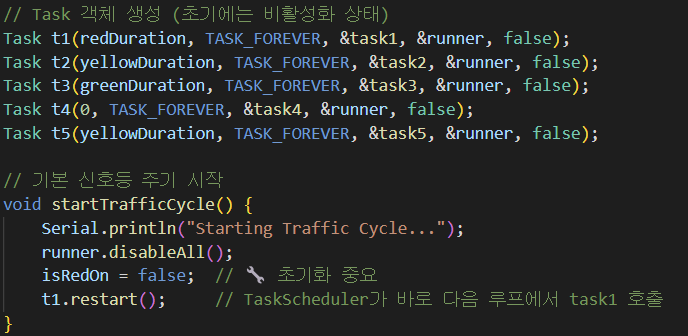 // Task 객체 생성 (초기에는 비활성화 상태)
Task t1(redDuration, TASK_FOREVER, &task1, &runner, false);
Task t2(yellowDuration, TASK_FOREVER, &task2, &runner, false);
Task t3(greenDuration, TASK_FOREVER, &task3, &runner, false);
Task t4(0, TASK_FOREVER, &task4, &runner, false);
Task t5(yellowDuration, TASK_FOREVER, &task5, &runner, false);

// 기본 신호등 주기 시작
void startTrafficCycle() {
    Serial.println("Starting Traffic Cycle...");
    runner.disableAll();
    isRedOn = false;  // 🔧 초기화 중요
    t1.restart();     // TaskScheduler가 바로 다음 루프에서 task1 호출
}